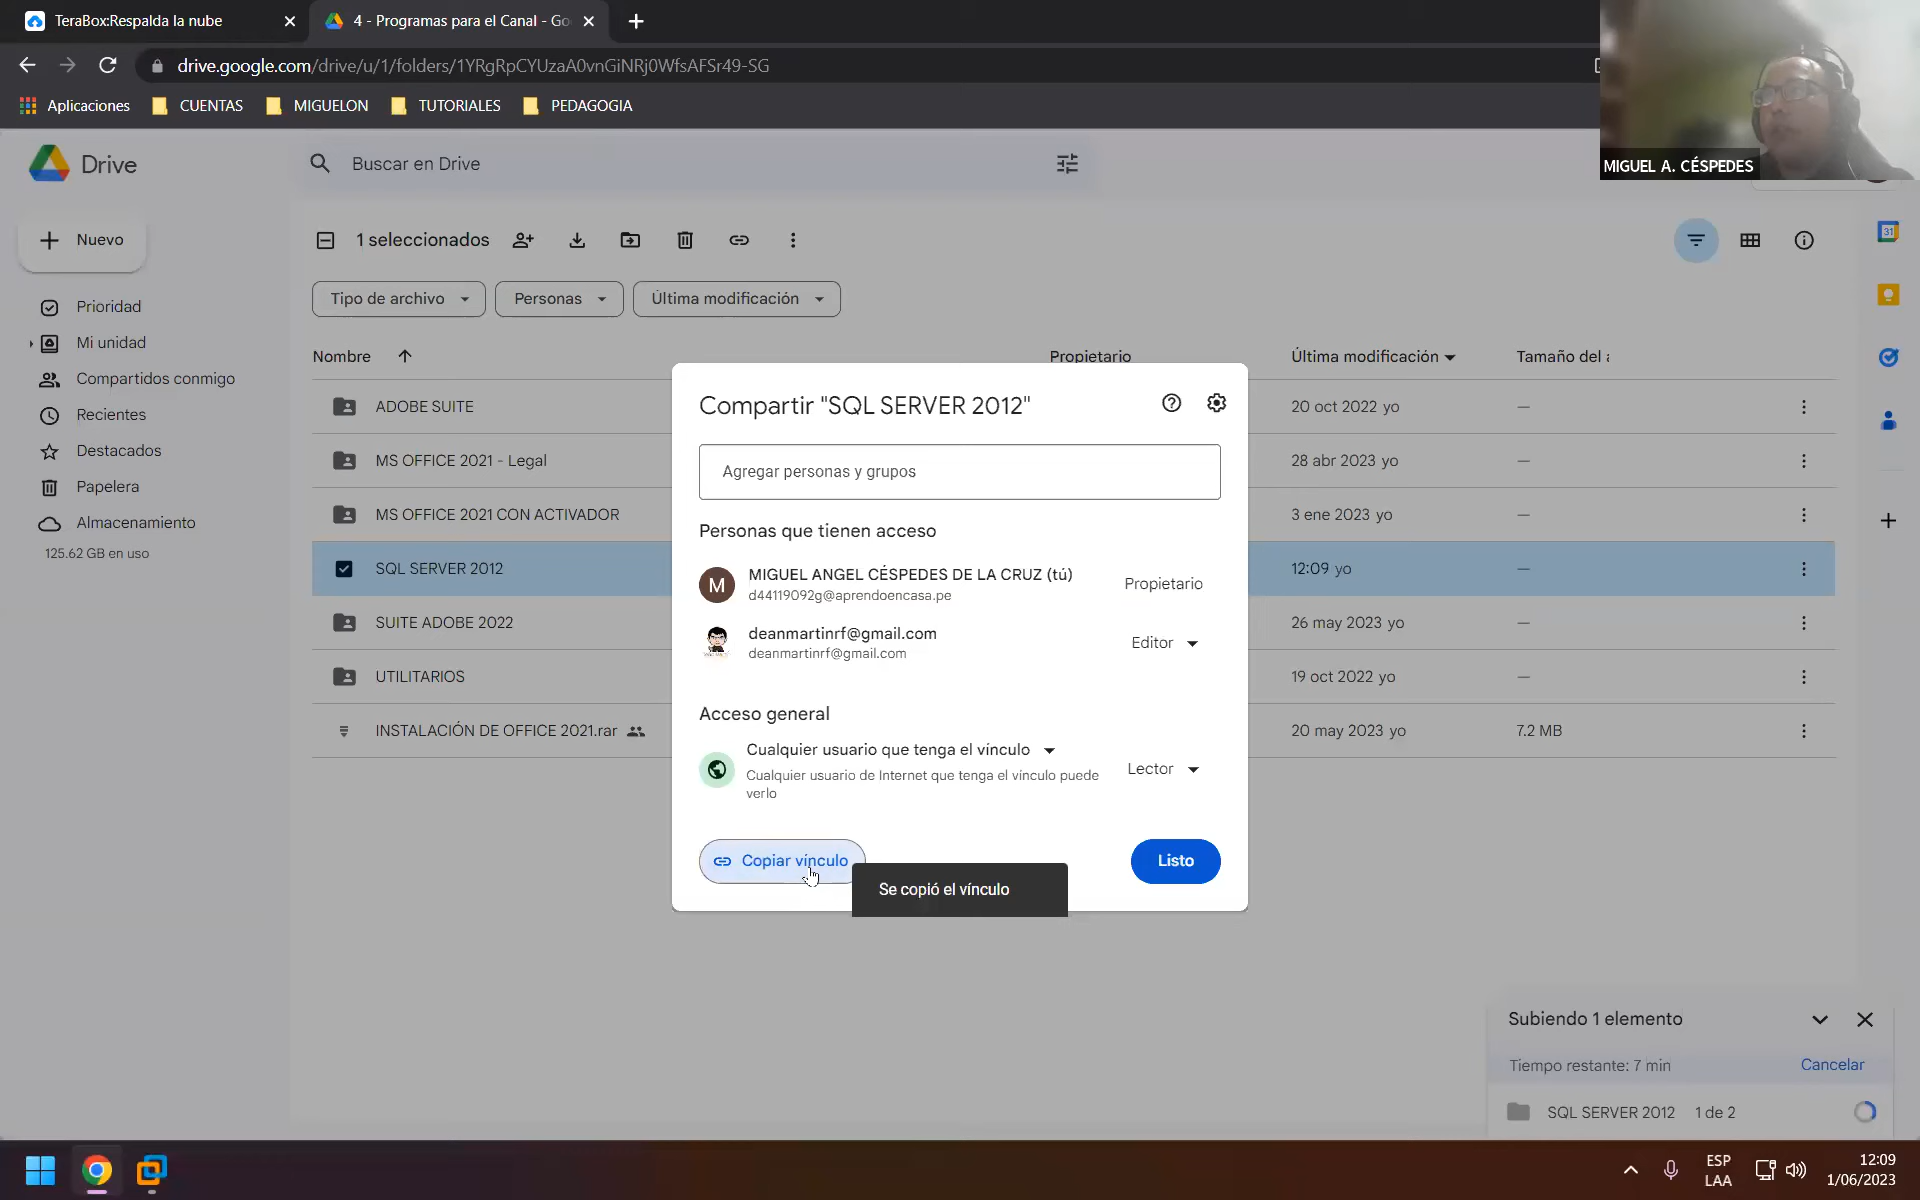 TeraBox:Respalda la nube
4 - Programas para el Canal - Go
drive.google.com/drive/u/1/folders/1YRgRpCYUzaA0vnGiNRj0WfsAFSr49-SG
Aplicaciones
CUENTAS
MIGUELON
TUTORIALES
PEDAGOGIA
MIGUEL A. CÉSPEDES
Drive
Buscar en Drive
Nuevo
1 seleccionados
31
Tipo de archivo
Personas
Última modificación
Prioridad
Mi unidad
Compartidos conmigo
Recientes
Destacados
Papelera
Almacenamiento
125.62 GB en uso
Nombre
Propietario
Última modificación
Tamaño del a
ADOBE SUITE
20 oct 2022 yo
—
MS OFFICE 2021 - Legal
28 abr 2023 yo
—
MS OFFICE 2021 CON ACTIVADOR
3 ene 2023 yo
—
SQL SERVER 2012
12:09 yo
—
SUITE ADOBE 2022
26 may 2023 yo
—
UTILITARIOS
19 oct 2022 yo
—
INSTALACIÓN DE OFFICE 2021.rar
20 may 2023 yo
7.2 MB
Compartir "SQL SERVER 2012"
Agregar personas y grupos
Personas que tienen acceso
M
MIGUEL ANGEL CÉSPEDES DE LA CRUZ (tú)
d44119092g@aprendoencasa.pe
Propietario
deanmartinrf@gmail.com
deanmartinrf@gmail.com
Editor
Acceso general
Cualquier usuario que tenga el vínculo
Cualquier usuario de Internet que tenga el vínculo puede
verlo
Lector
Copiar vínculo
Listo
Se copió el vínculo
Subiendo 1 elemento
Tiempo restante: 7 min
Cancelar
SQL SERVER 2012
1 de 2
ESP
LAA
12:09
1/06/2023